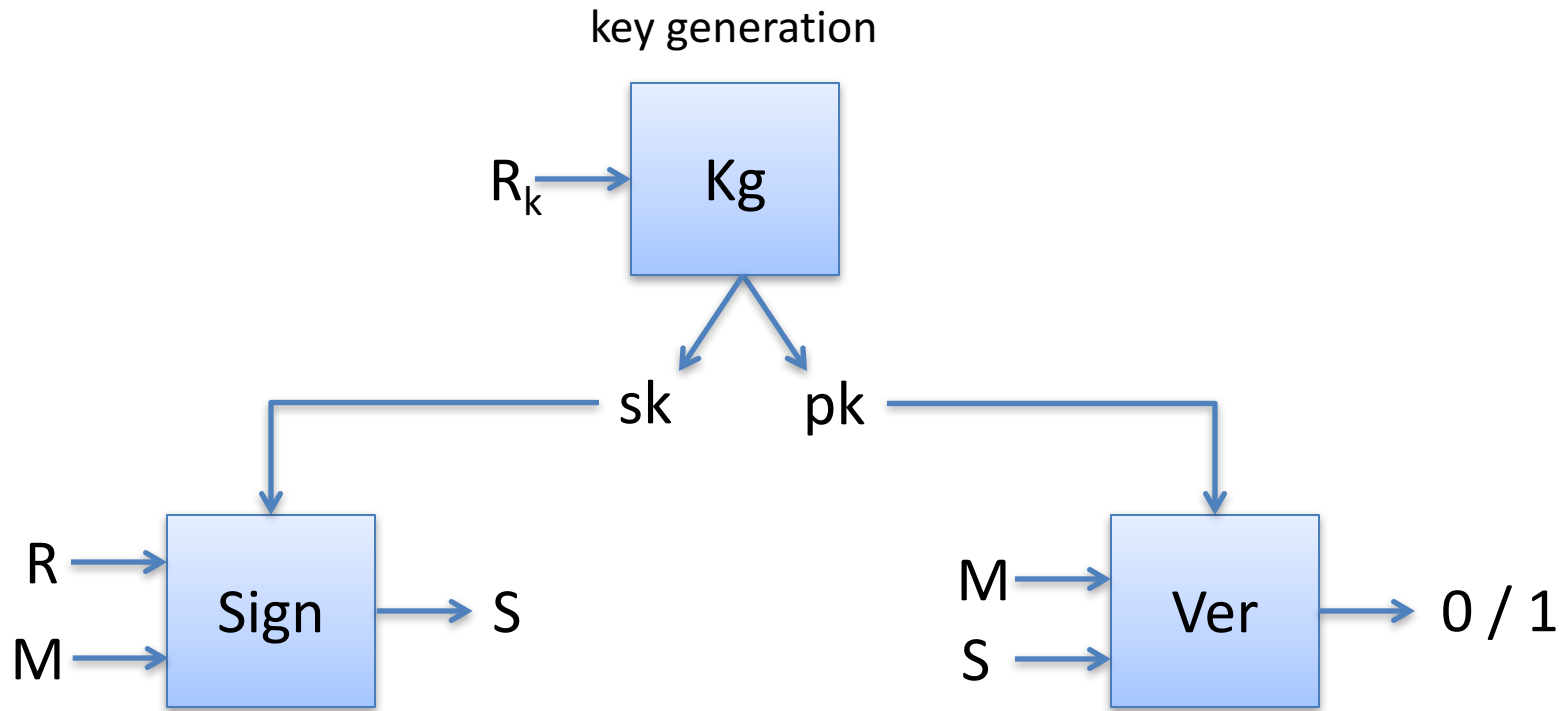 key generation
R_k
Kg
sk
pk
R
M
Sign
S
M
S
Ver
0 / 1